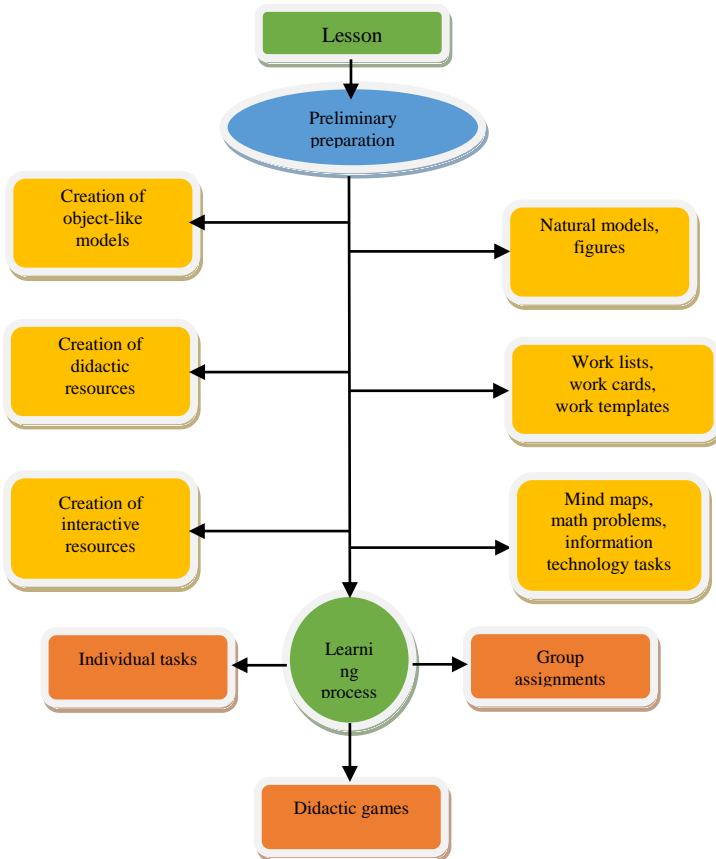 Lesson
Preliminary
preparation
Creation of
object-like
models
Natural models,
figures
Creation of
didactic
resources
Work lists,
work cards,
work templates
Creation of
interactive
resources
Mind maps,
math problems,
information
technology tasks
Individual tasks
Learni
ng
process
Group
assignments
Didactic games